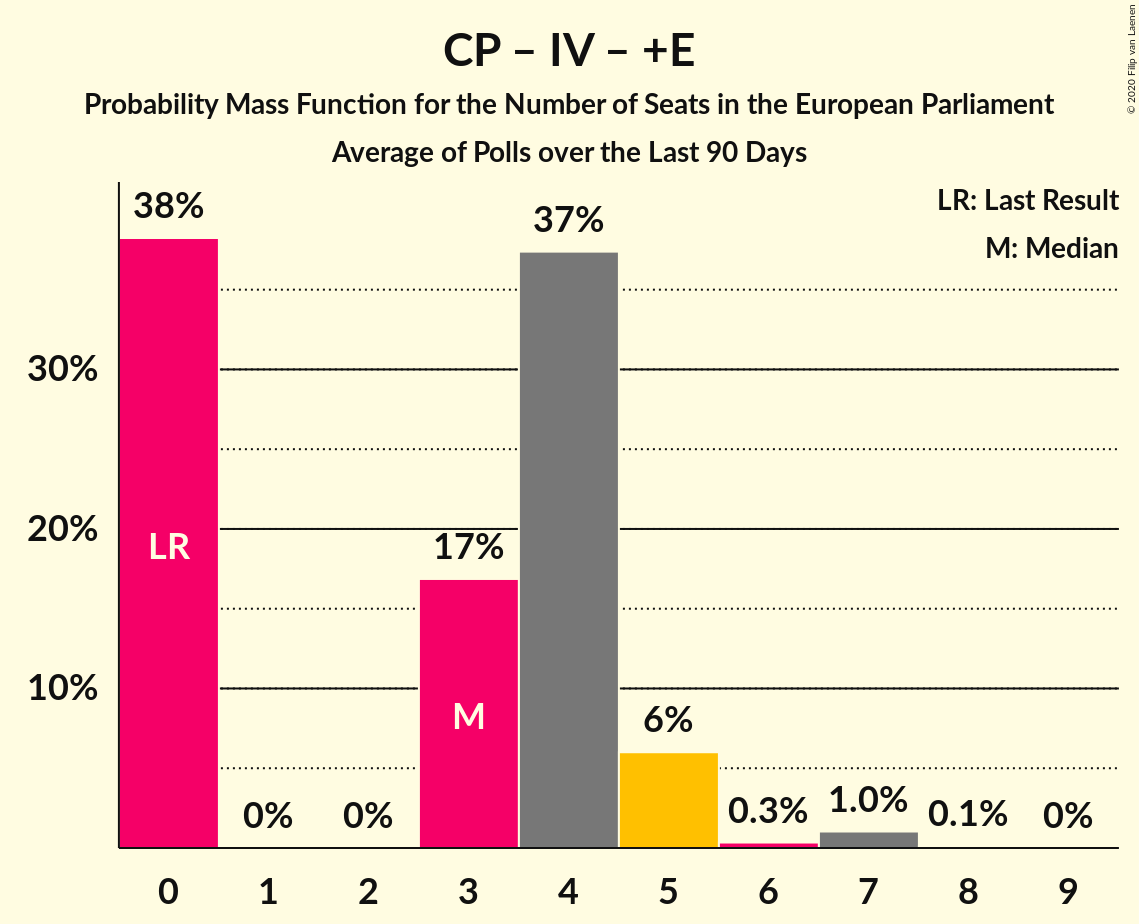 CP – IV – +E
Probability Mass Function for the Number of Seats in the European Parliament
Average of Polls over the Last 90 Days
© 2020 Filip van Laenen
LR: Last Result
M: Median
38%
37%
30%
20%
LR
17%
10%
M
6%
0%
0%
0.3%
1.0%
0.1%
0%
0
1
2
3
4
5
6
7
8
9